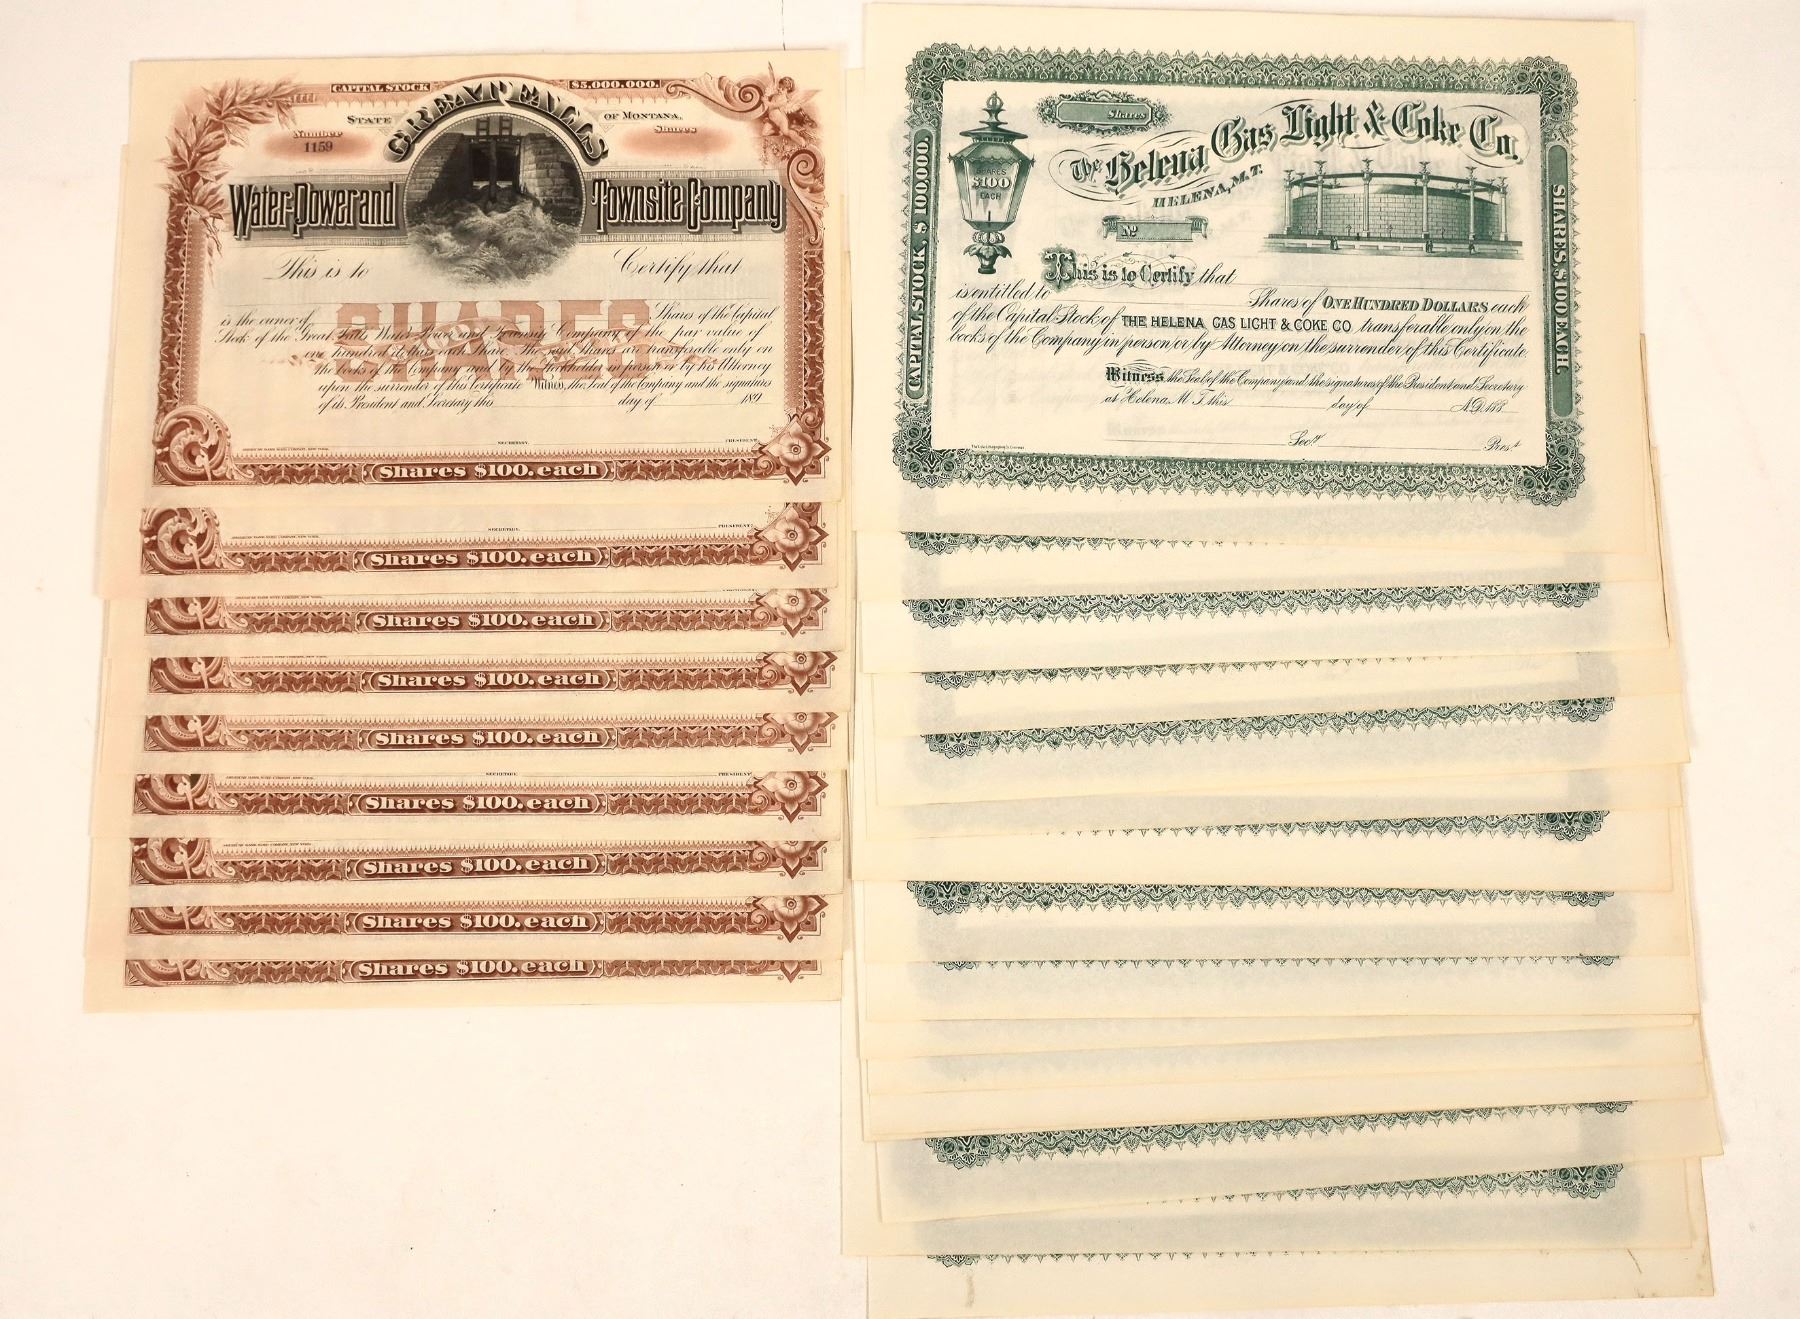 CAPITAL STOCK $5,000,000.
GREAT FALLS
STATE OF MONTANA.
Number Shares
1159
Water-Power and Townsite Company
This is to Certify that
SHARES
is the owner of Shares of the Capital
Stock of the Great Falls Water-Power and Townsite Company of the par value of
one hundred dollars each Share. The said Shares are transferable only on
the books of the Company by the Stockholder in person or by his Attorney
upon the surrender of this Certificate. Witness, the Seal of the Company and the signatures
of its President and Secretary this day of 189
SECRETARY. PRESIDENT.
Shares $100. each
SECRETARY. PRESIDENT.
Shares $100. each
Shares $100. each
Shares $100. each
Shares $100. each
SECRETARY PRESIDENT
Shares $100. each
Shares $100. each
Shares $100. each
Shares $100. each
Shares
The Helena Gas Light & Coke Co.
HELENA, M.T.
SHARES
$100
EACH
No
CAPITAL STOCK, $100,000.
SHARES, $100 EACH.
This is to Certify that
is entitled to Shares of ONE HUNDRED DOLLARS each
of the Capital Stock of THE HELENA GAS LIGHT & COKE CO transferable only on the
books of the Company in person or by Attorney on the surrender of this Certificate
Witness the Seal of the Company and the signatures of the President and Secretary
at Helena, M.T. this day of A.D. 188
Secy. Prest.